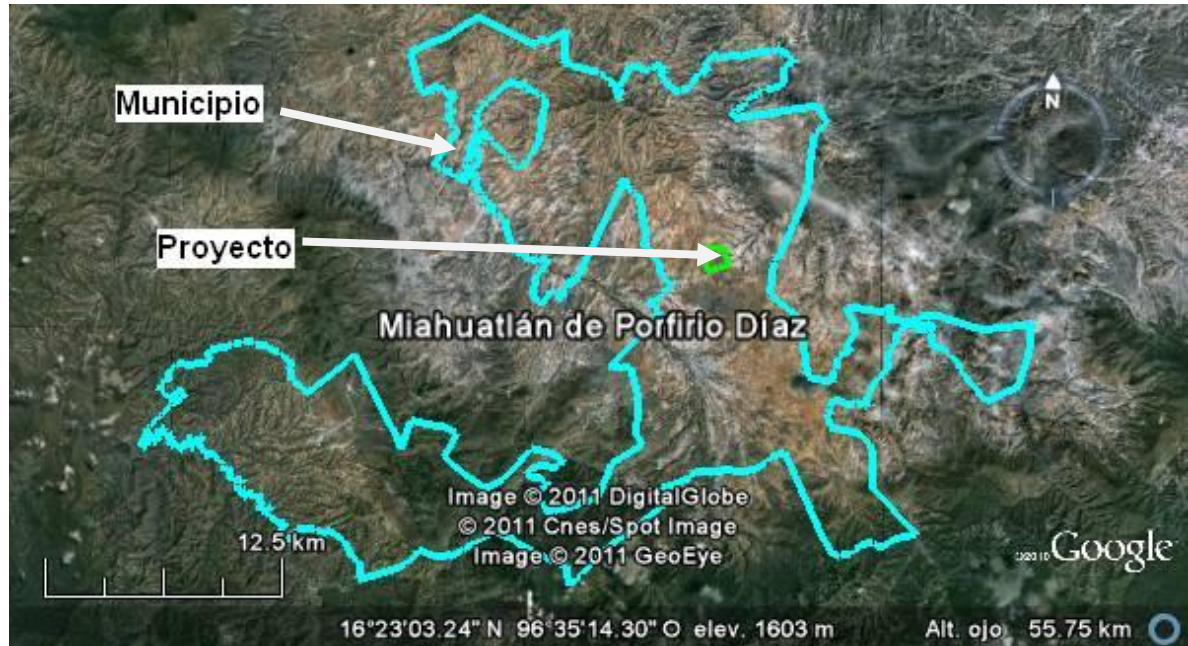 Municipio
N
Proyecto
Miahuatlán de Porfirio Díaz
Image © 2011 DigitalGlobe
© 2011 Cnes/Spot Image
Image © 2011 GeoEye
12.5 km
©2010 Google
16°23'03.24" N 96°35'14.30" O elev. 1603 m Alt. ojo 55.75 km